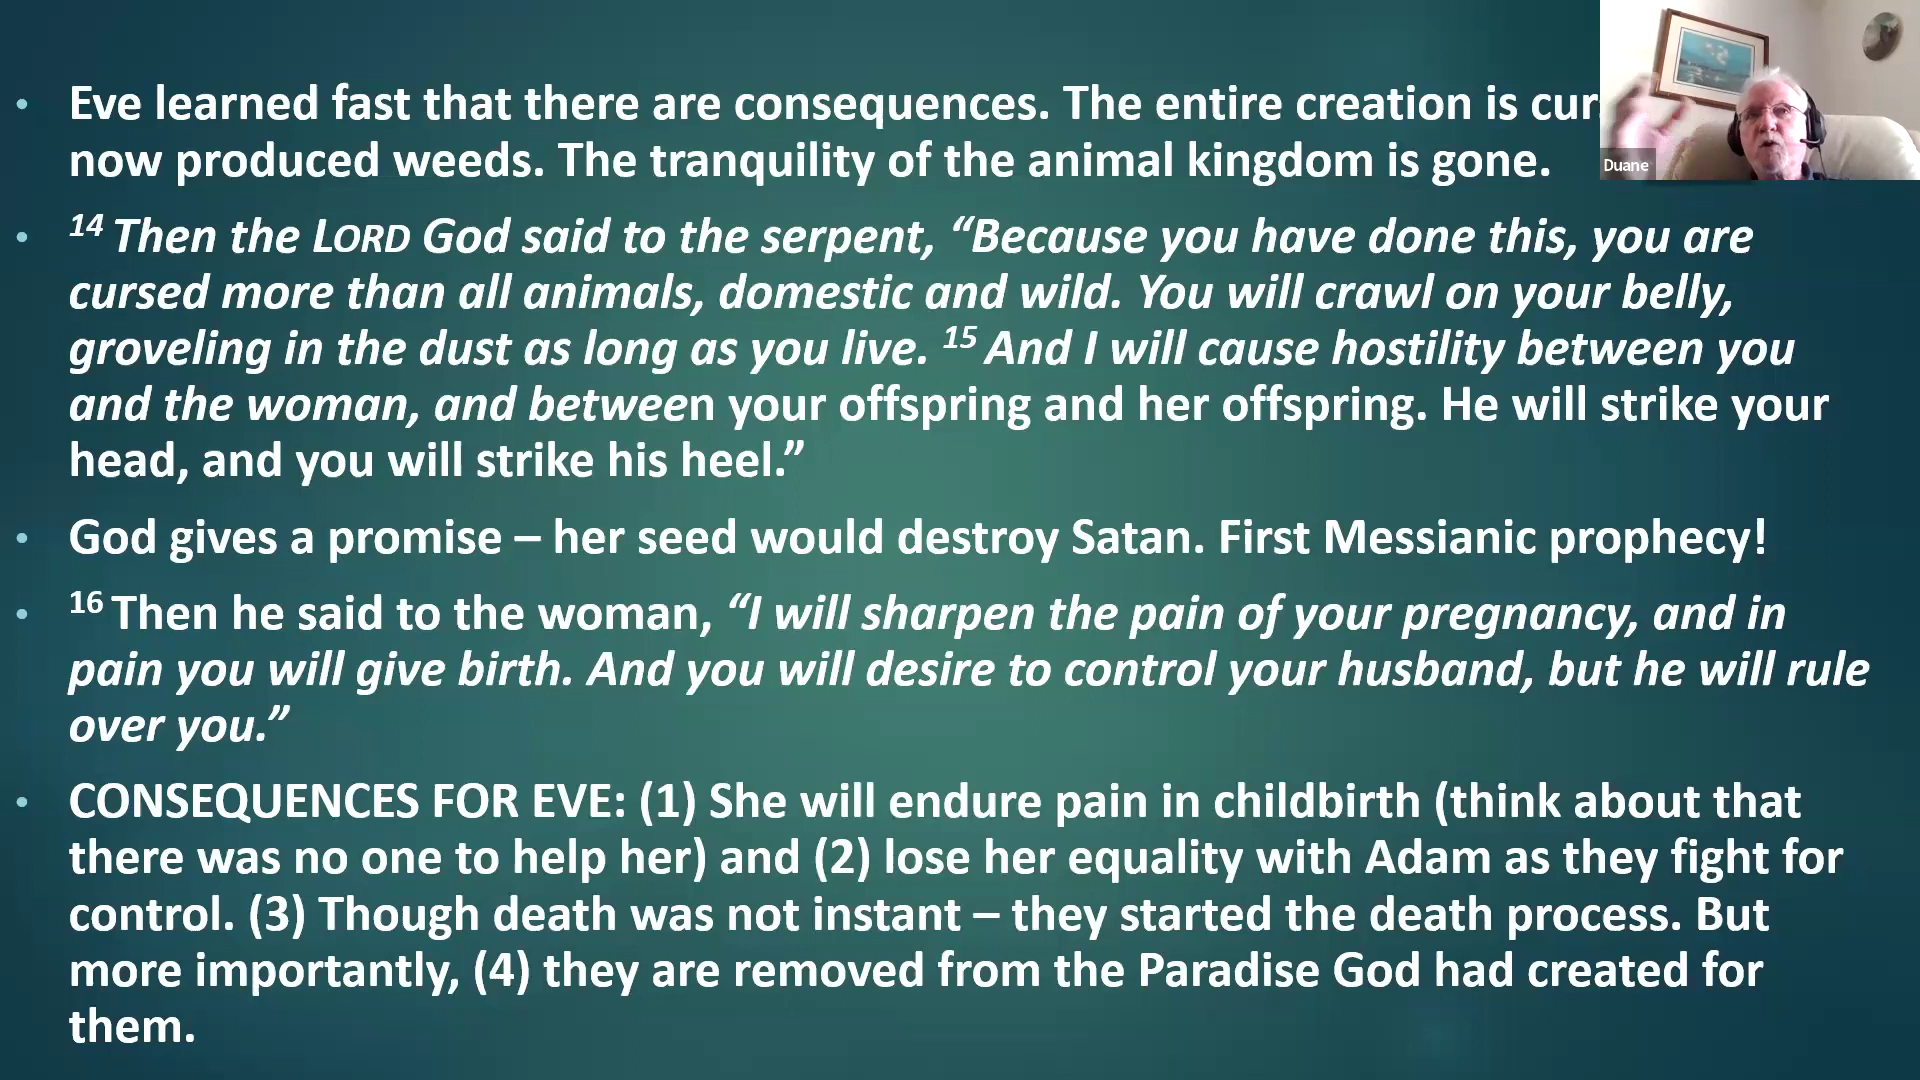 • Eve learned fast that there are consequences. The entire creation is
now produced weeds. The tranquility of the animal kingdom is gone.
Duane
• 14 Then the LORD God said to the serpent, “Because you have done this, you are
cursed more than all animals, domestic and wild. You will crawl on your belly,
groveling in the dust as long as you live. 15 And I will cause hostility between you
and the woman, and between your offspring and her offspring. He will strike your
head, and you will strike his heel.”
• God gives a promise – her seed would destroy Satan. First Messianic prophecy!
• 16 Then he said to the woman, “I will sharpen the pain of your pregnancy, and in
pain you will give birth. And you will desire to control your husband, but he will rule
over you.”
• CONSEQUENCES FOR EVE: (1) She will endure pain in childbirth (think about that
there was no one to help her) and (2) lose her equality with Adam as they fight for
control. (3) Though death was not instant – they started the death process. But
more importantly, (4) they are removed from the Paradise God had created for
them.